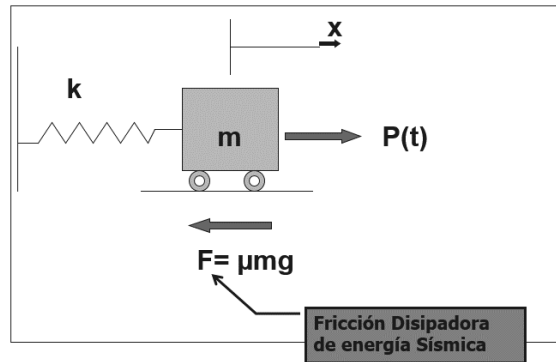 x
k
m
P(t)
F= µmg
Fricción Disipadora
de energía Sísmica